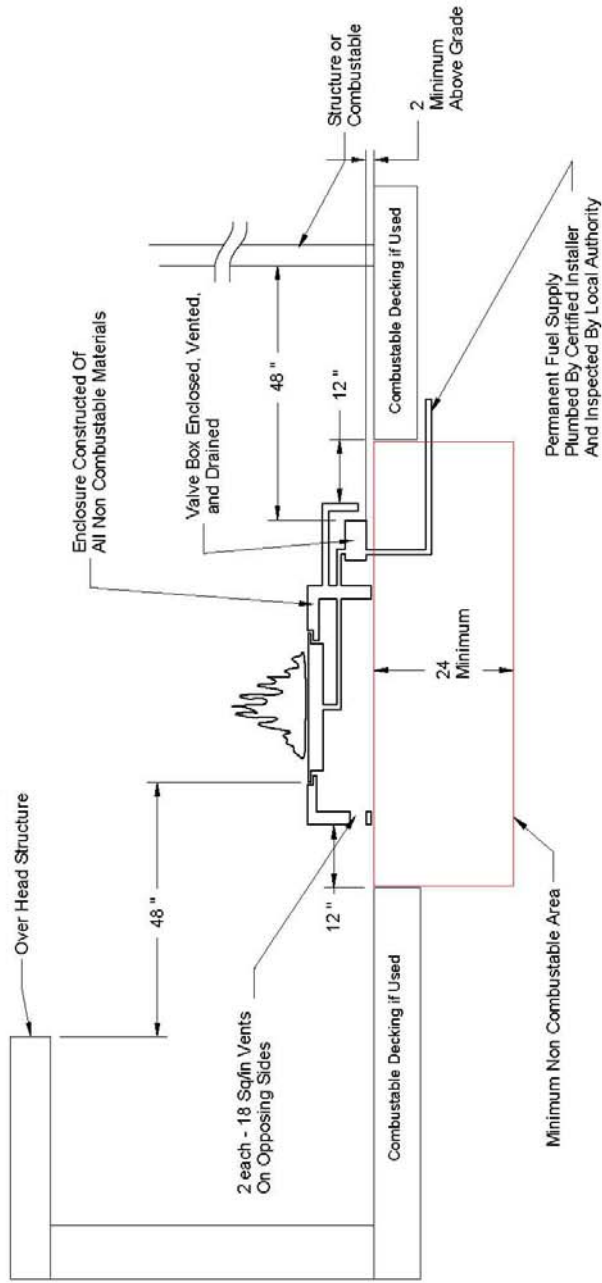 Over Head Structure
48 "
2 each - 18 Sq/in Vents
On Opposing Sides
12 "
Combustable Decking if Used
Minimum Non Combustable Area
Enclosure Constructed Of
All Non Combustable Materials
Valve Box Enclosed, Vented,
and Drained
48 "
12 "
24
Minimum
Structure or
Combustable
2
Minimum
Above Grade
Combustable Decking if Used
Permanent Fuel Supply
Plumbed By Certified Installer
And Inspected By Local Authority